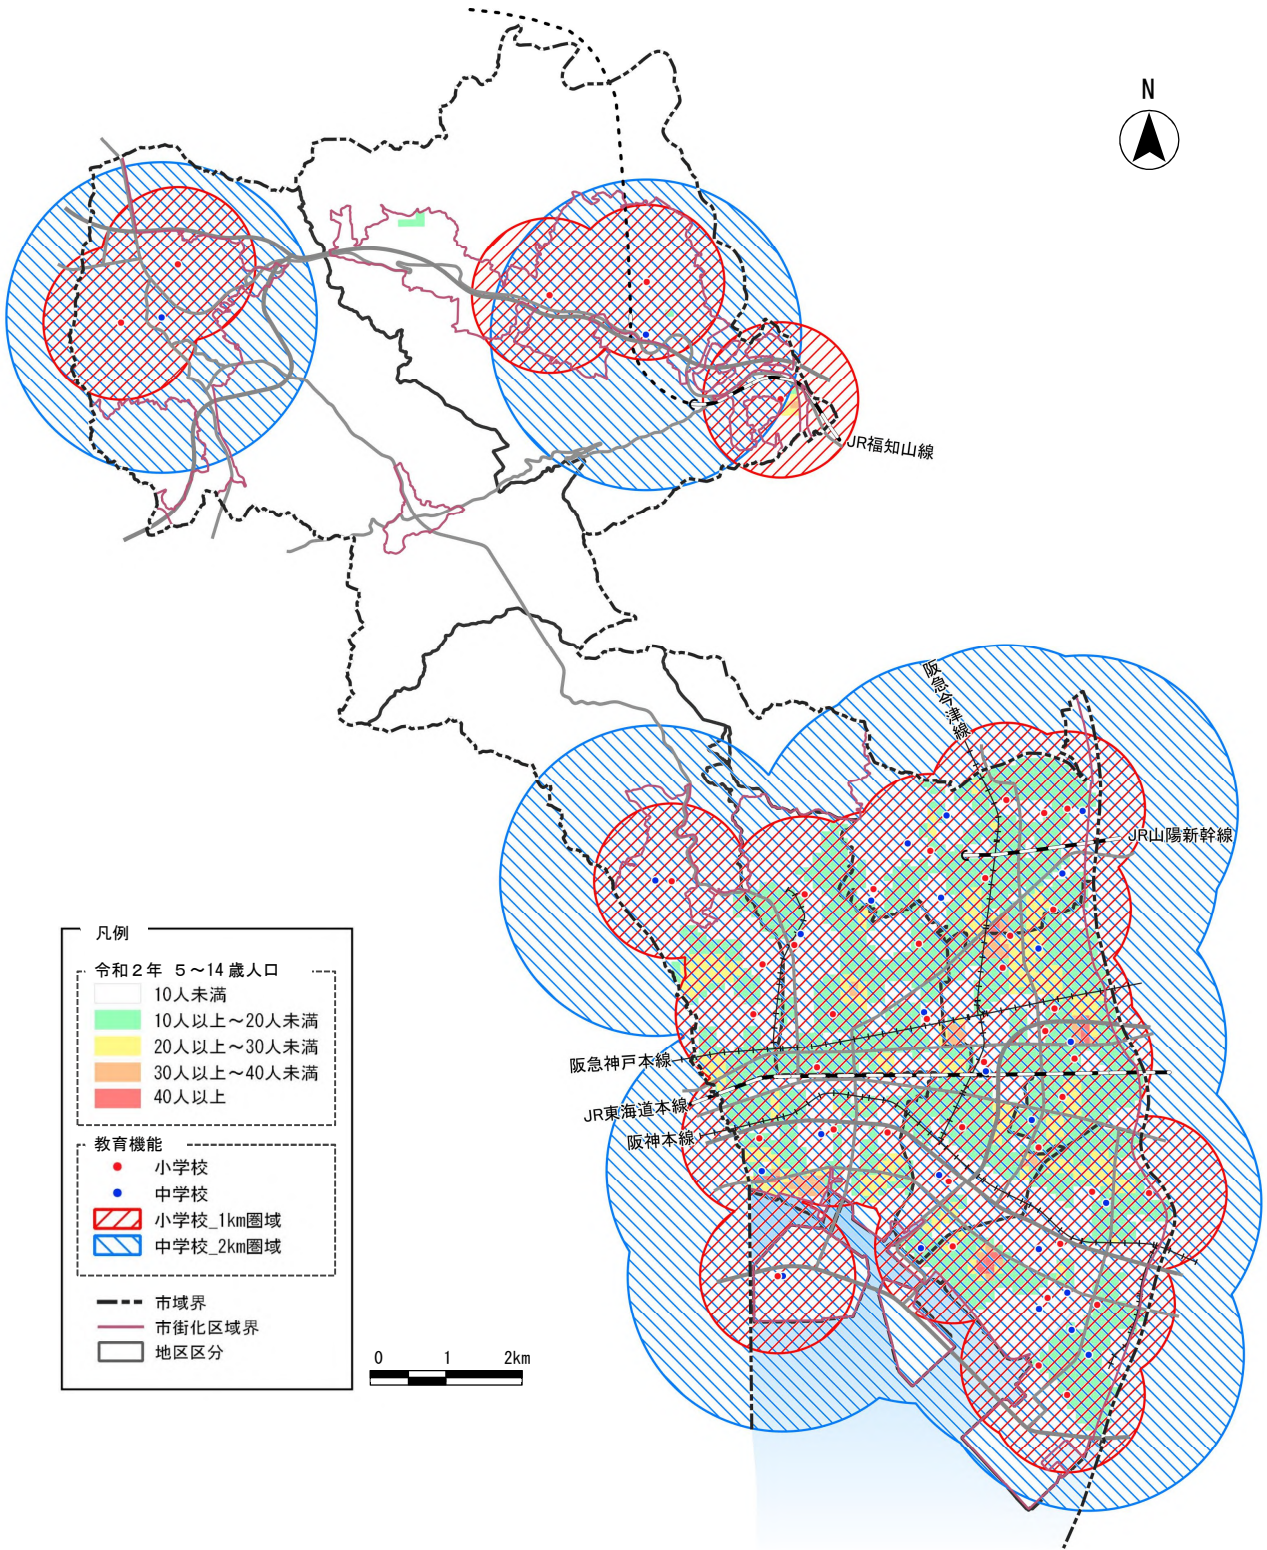 N
JR福知山線
阪急今津線
JR山陽新幹線
阪急神戸本線
JR東海道本線
阪神本線
凡例
令和2年 5～14歳人口
10人未満
10人以上～20人未満
20人以上～30人未満
30人以上～40人未満
40人以上
教育機能
小学校
中学校
小学校_1km圏域
中学校_2km圏域
市域界
市街化区域界
地区区分
0 1 2km